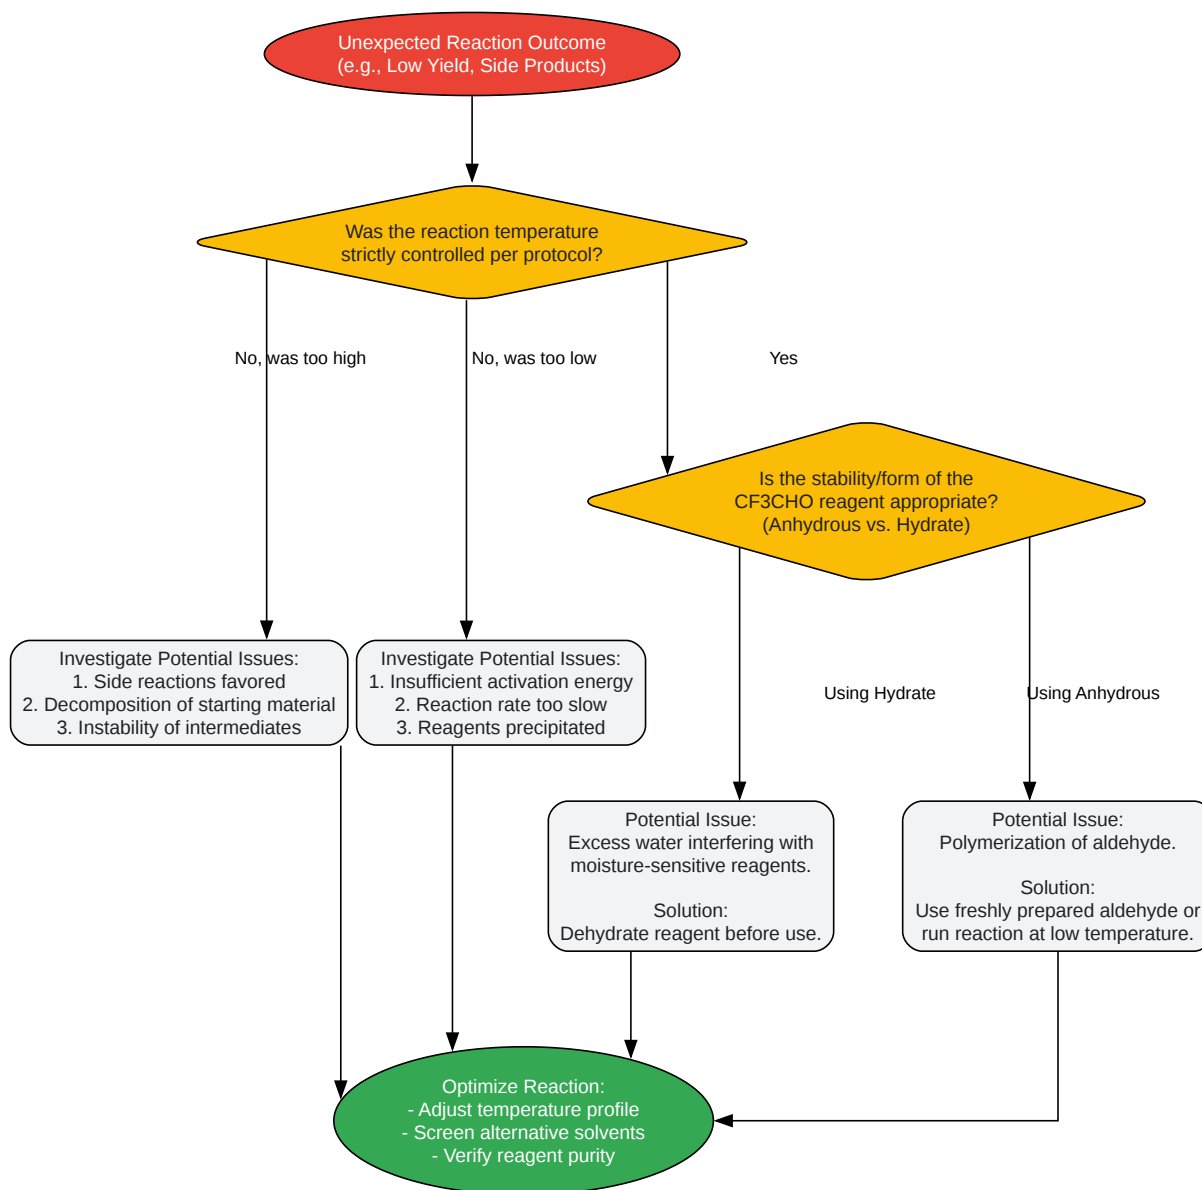 Unexpected Reaction Outcome
(e.g., Low Yield, Side Products)
Was the reaction temperature
strictly controlled per protocol?
No, was too high
No, was too low
Yes
Is the stability/form of the
CF3CHO reagent appropriate?
(Anhydrous vs. Hydrate)
Investigate Potential Issues:
1. Side reactions favored
2. Decomposition of starting material
3. Instability of intermediates
Investigate Potential Issues:
1. Insufficient activation energy
2. Reaction rate too slow
3. Reagents precipitated
Using Hydrate
Using Anhydrous
Potential Issue:
Excess water interfering with
moisture-sensitive reagents.
Solution:
Dehydrate reagent before use.
Potential Issue:
Polymerization of aldehyde.
Solution:
Use freshly prepared aldehyde or
run reaction at low temperature.
Optimize Reaction:
- Adjust temperature profile
- Screen alternative solvents
- Verify reagent purity